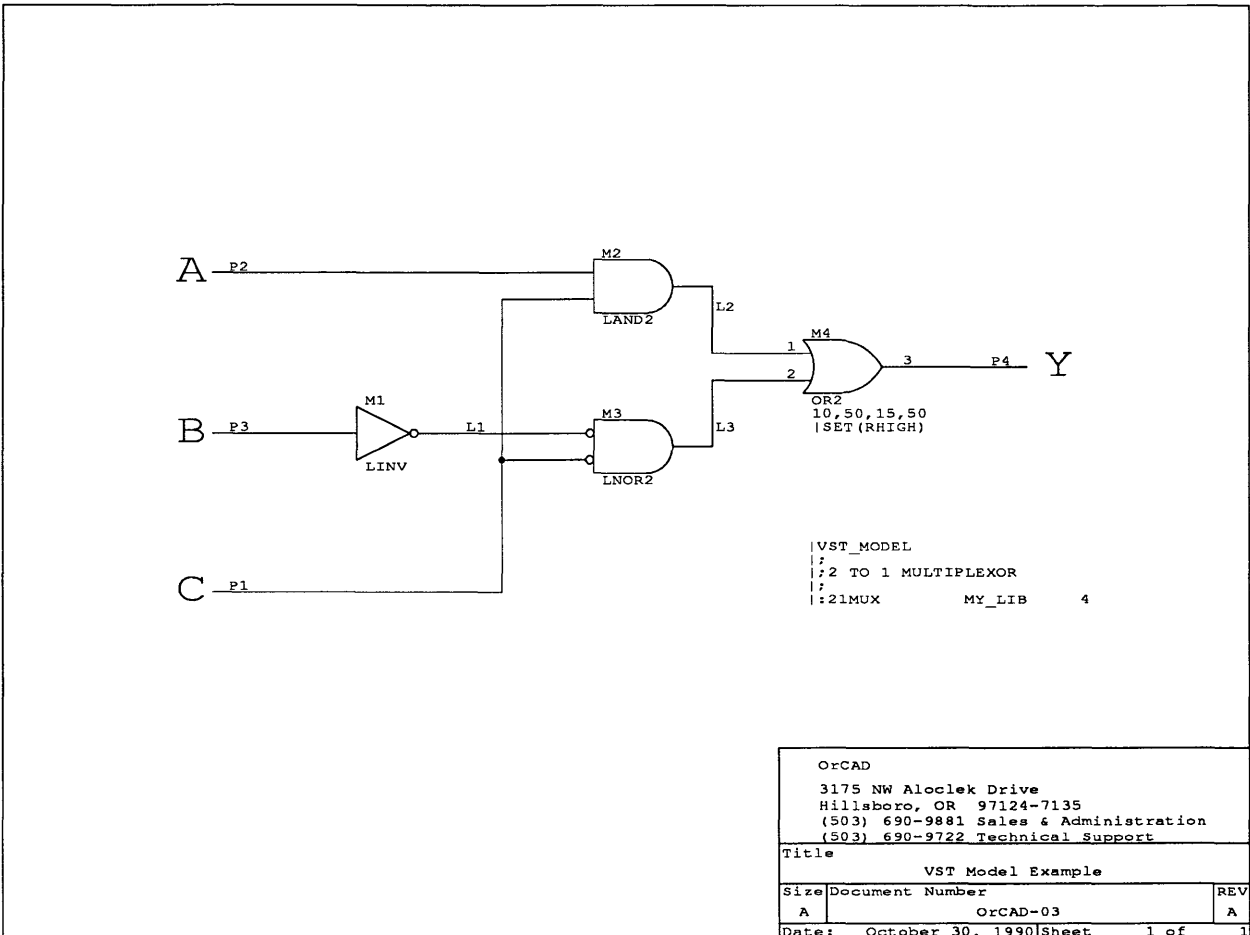 M2
A P2
L2
LAND2
M4
1
3 P4 Y
2
OR2
M1
10,50,15,50
M3
|SET(RHIGH)
B P3 L1
L3
LINV
LNOR2
|VST_MODEL
|;
|;2 TO 1 MULTIPLEXOR
|;
|:21MUX MY_LIB 4
C P1
OrCAD
3175 NW Aloclek Drive
Hillsboro, OR 97124-7135
(503) 690-9881 Sales & Administration
(503) 690-9722 Technical Support
Title
VST Model Example
Size Document Number REV
A OrCAD-03 A
Date: October 30, 1990 Sheet 1 of 1